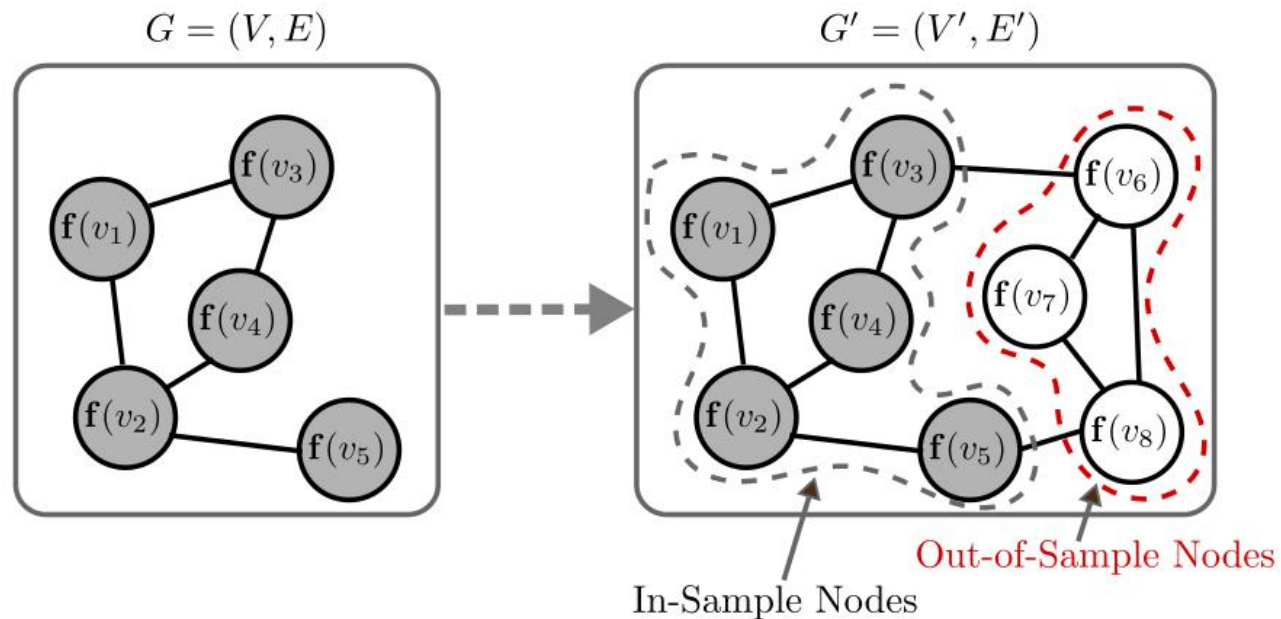 G = (V, E)
f(v₁)
f(v₃)
f(v₄)
f(v₂)
f(v₅)
G′ = (V′, E′)
f(v₁)
f(v₃)
f(v₄)
f(v₂)
f(v₅)
f(v₆)
f(v₇)
f(v₈)
Out-of-Sample Nodes
In-Sample Nodes